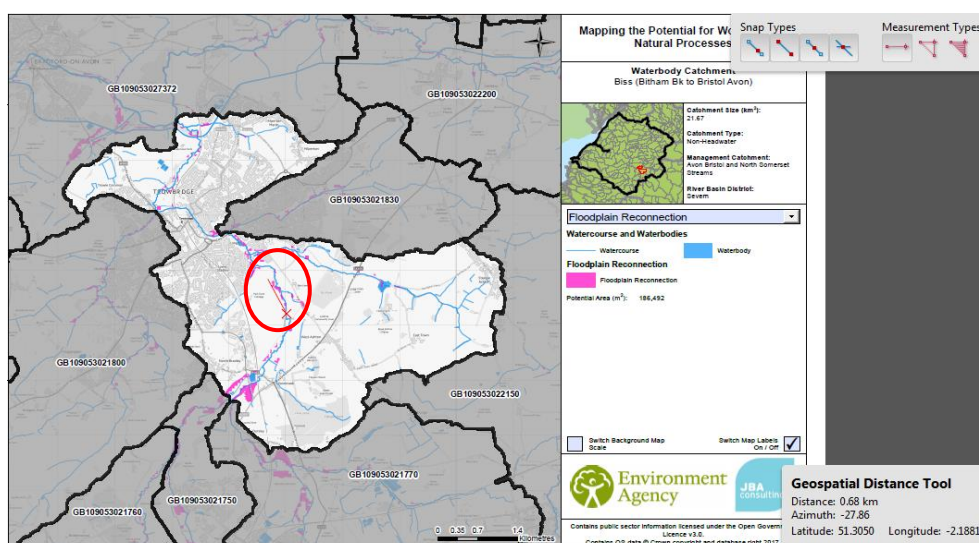 Snap Types
Measurement Types
Mapping the Potential for Wo
Natural Processes
Waterbody Catchment
Biss (Bitham Bk to Bristol Avon)
Catchment Size (km²):
21.67
Catchment Type:
Non-Headwater
Management Catchment:
Avon Bristol and North Somerset
Streams
River Basin District:
Severn
Floodplain Reconnection
Watercourse and Waterbodies
Watercourse
Waterbody
Floodplain Reconnection
Floodplain Reconnection
Potential Area (m²): 186,492
Switch Background Map
Scale
Switch Map Labels
On / Off
Environment
Agency
JBA
consulting
Contains public sector information licensed under the Open Govern
Licence v3.0.
Contains OS data © Crown copyright and database right 2017
Geospatial Distance Tool
Distance: 0.68 km
Azimuth: -27.86
Latitude: 51.3050 Longitude: -2.1881
BRADFORD-ON-AVON
GB109053027372
GB109053022200
TROWBRIDGE
GB109053021830
GB109053021800
GB109053022150
GB109053021770
GB109053021750
GB109053021760
0 0.35 0.7 1.4
Kilometres